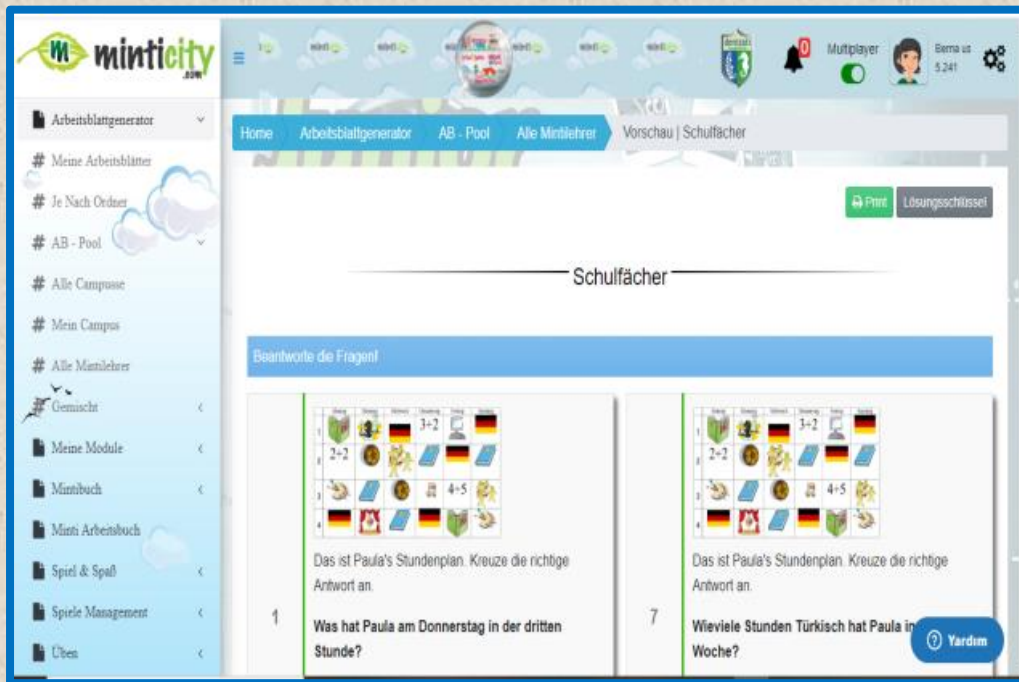 minticity
.com
Multiplayer
0
Berna us
5.241
Home Arbeitsblattgenerator AB - Pool Alle Mintilehrer Vorschau | Schulfächer
Arbeitsblattgenerator
# Meine Arbeitsblätter
# Je Nach Ordner
# AB - Pool
# Alle Campusse
# Mein Campus
# Alle Mintilehrer
# Gemischt
Meine Module
Mintibuch
Minti Arbeitsbuch
Spiel & Spaß
Spiele Management
Üben
Print Lösungsschlüssel
Schulfächer
Beantworte die Fragen!
1
3+2
2+2
4+5
Das ist Paula's Stundenplan. Kreuze die richtige
Antwort an.
Was hat Paula am Donnerstag in der dritten
Stunde?
7
3+2
2+2
4+5
Das ist Paula's Stundenplan. Kreuze die richtige
Antwort an.
Wieviele Stunden Türkisch hat Paula in
Woche?
Yardım